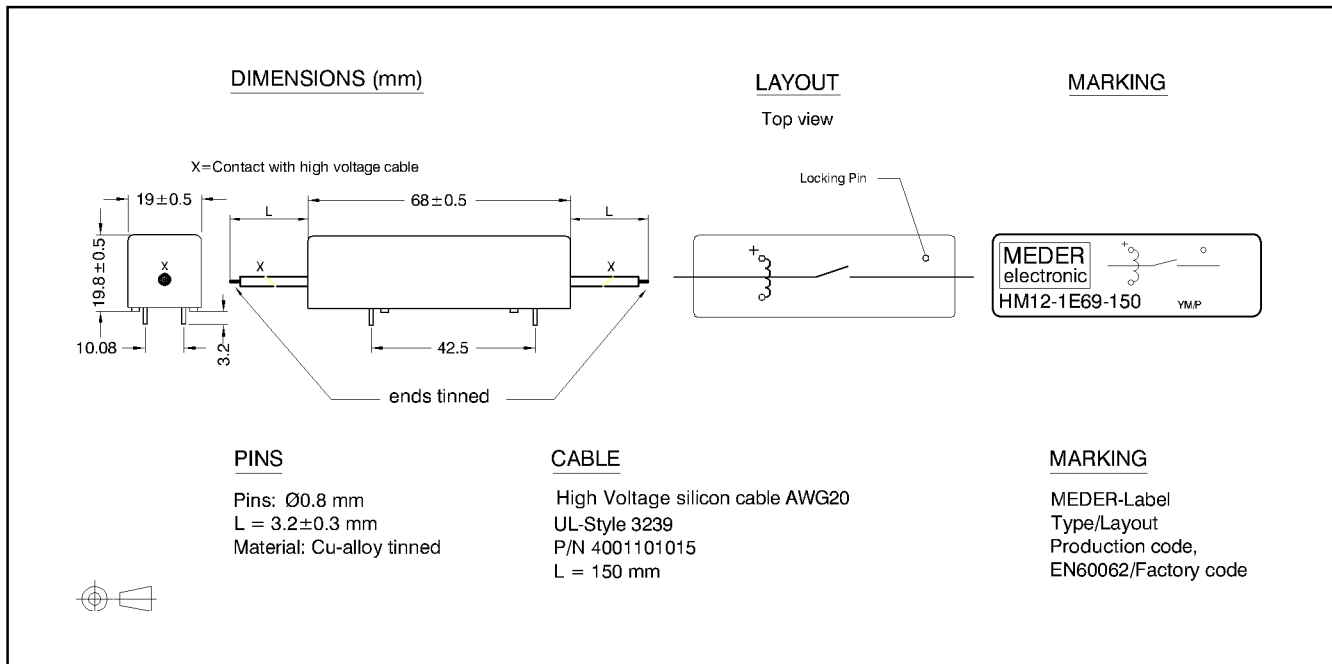 DIMENSIONS (mm)
LAYOUT
MARKING
Top view
X=Contact with high voltage cable
Locking Pin
19±0.5
L
68±0.5
L
19.8±0.5
X
X
X
+
+
MEDER
electronic
HM12-1E69-150
YM/P
10.08
3.2
42.5
ends tinned
PINS
CABLE
MARKING
Pins: Ø0.8 mm
L = 3.2±0.3 mm
Material: Cu-alloy tinned
High Voltage silicon cable AWG20
UL-Style 3239
P/N 4001101015
L = 150 mm
MEDER-Label
Type/Layout
Production code,
EN60062/Factory code